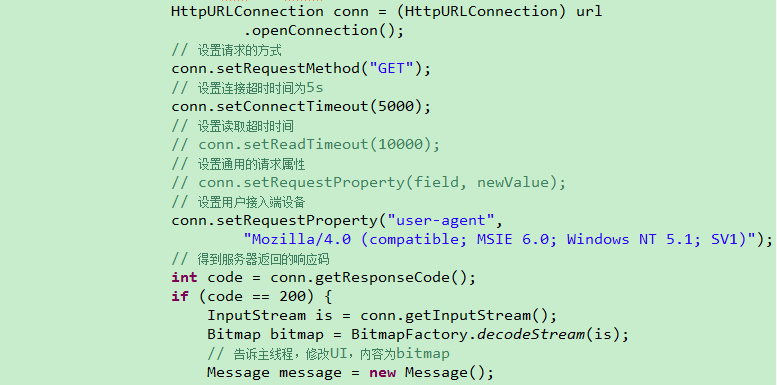 HttpURLConnection conn = (HttpURLConnection) url
.openConnection();
// 设置请求的方式
conn.setRequestMethod("GET");
// 设置连接超时时间为5s
conn.setConnectTimeout(5000);
// 设置读取超时时间
// conn.setReadTimeout(10000);
// 设置通用的请求属性
// conn.setRequestProperty(field, newValue);
// 设置用户接入端设备
conn.setRequestProperty("user-agent",
"Mozilla/4.0 (compatible; MSIE 6.0; Windows NT 5.1; SV1)");
// 得到服务器返回的响应码
int code = conn.getResponseCode();
if (code == 200) {
InputStream is = conn.getInputStream();
Bitmap bitmap = BitmapFactory.decodeStream(is);
// 告诉主线程，修改UI，内容为bitmap
Message message = new Message();